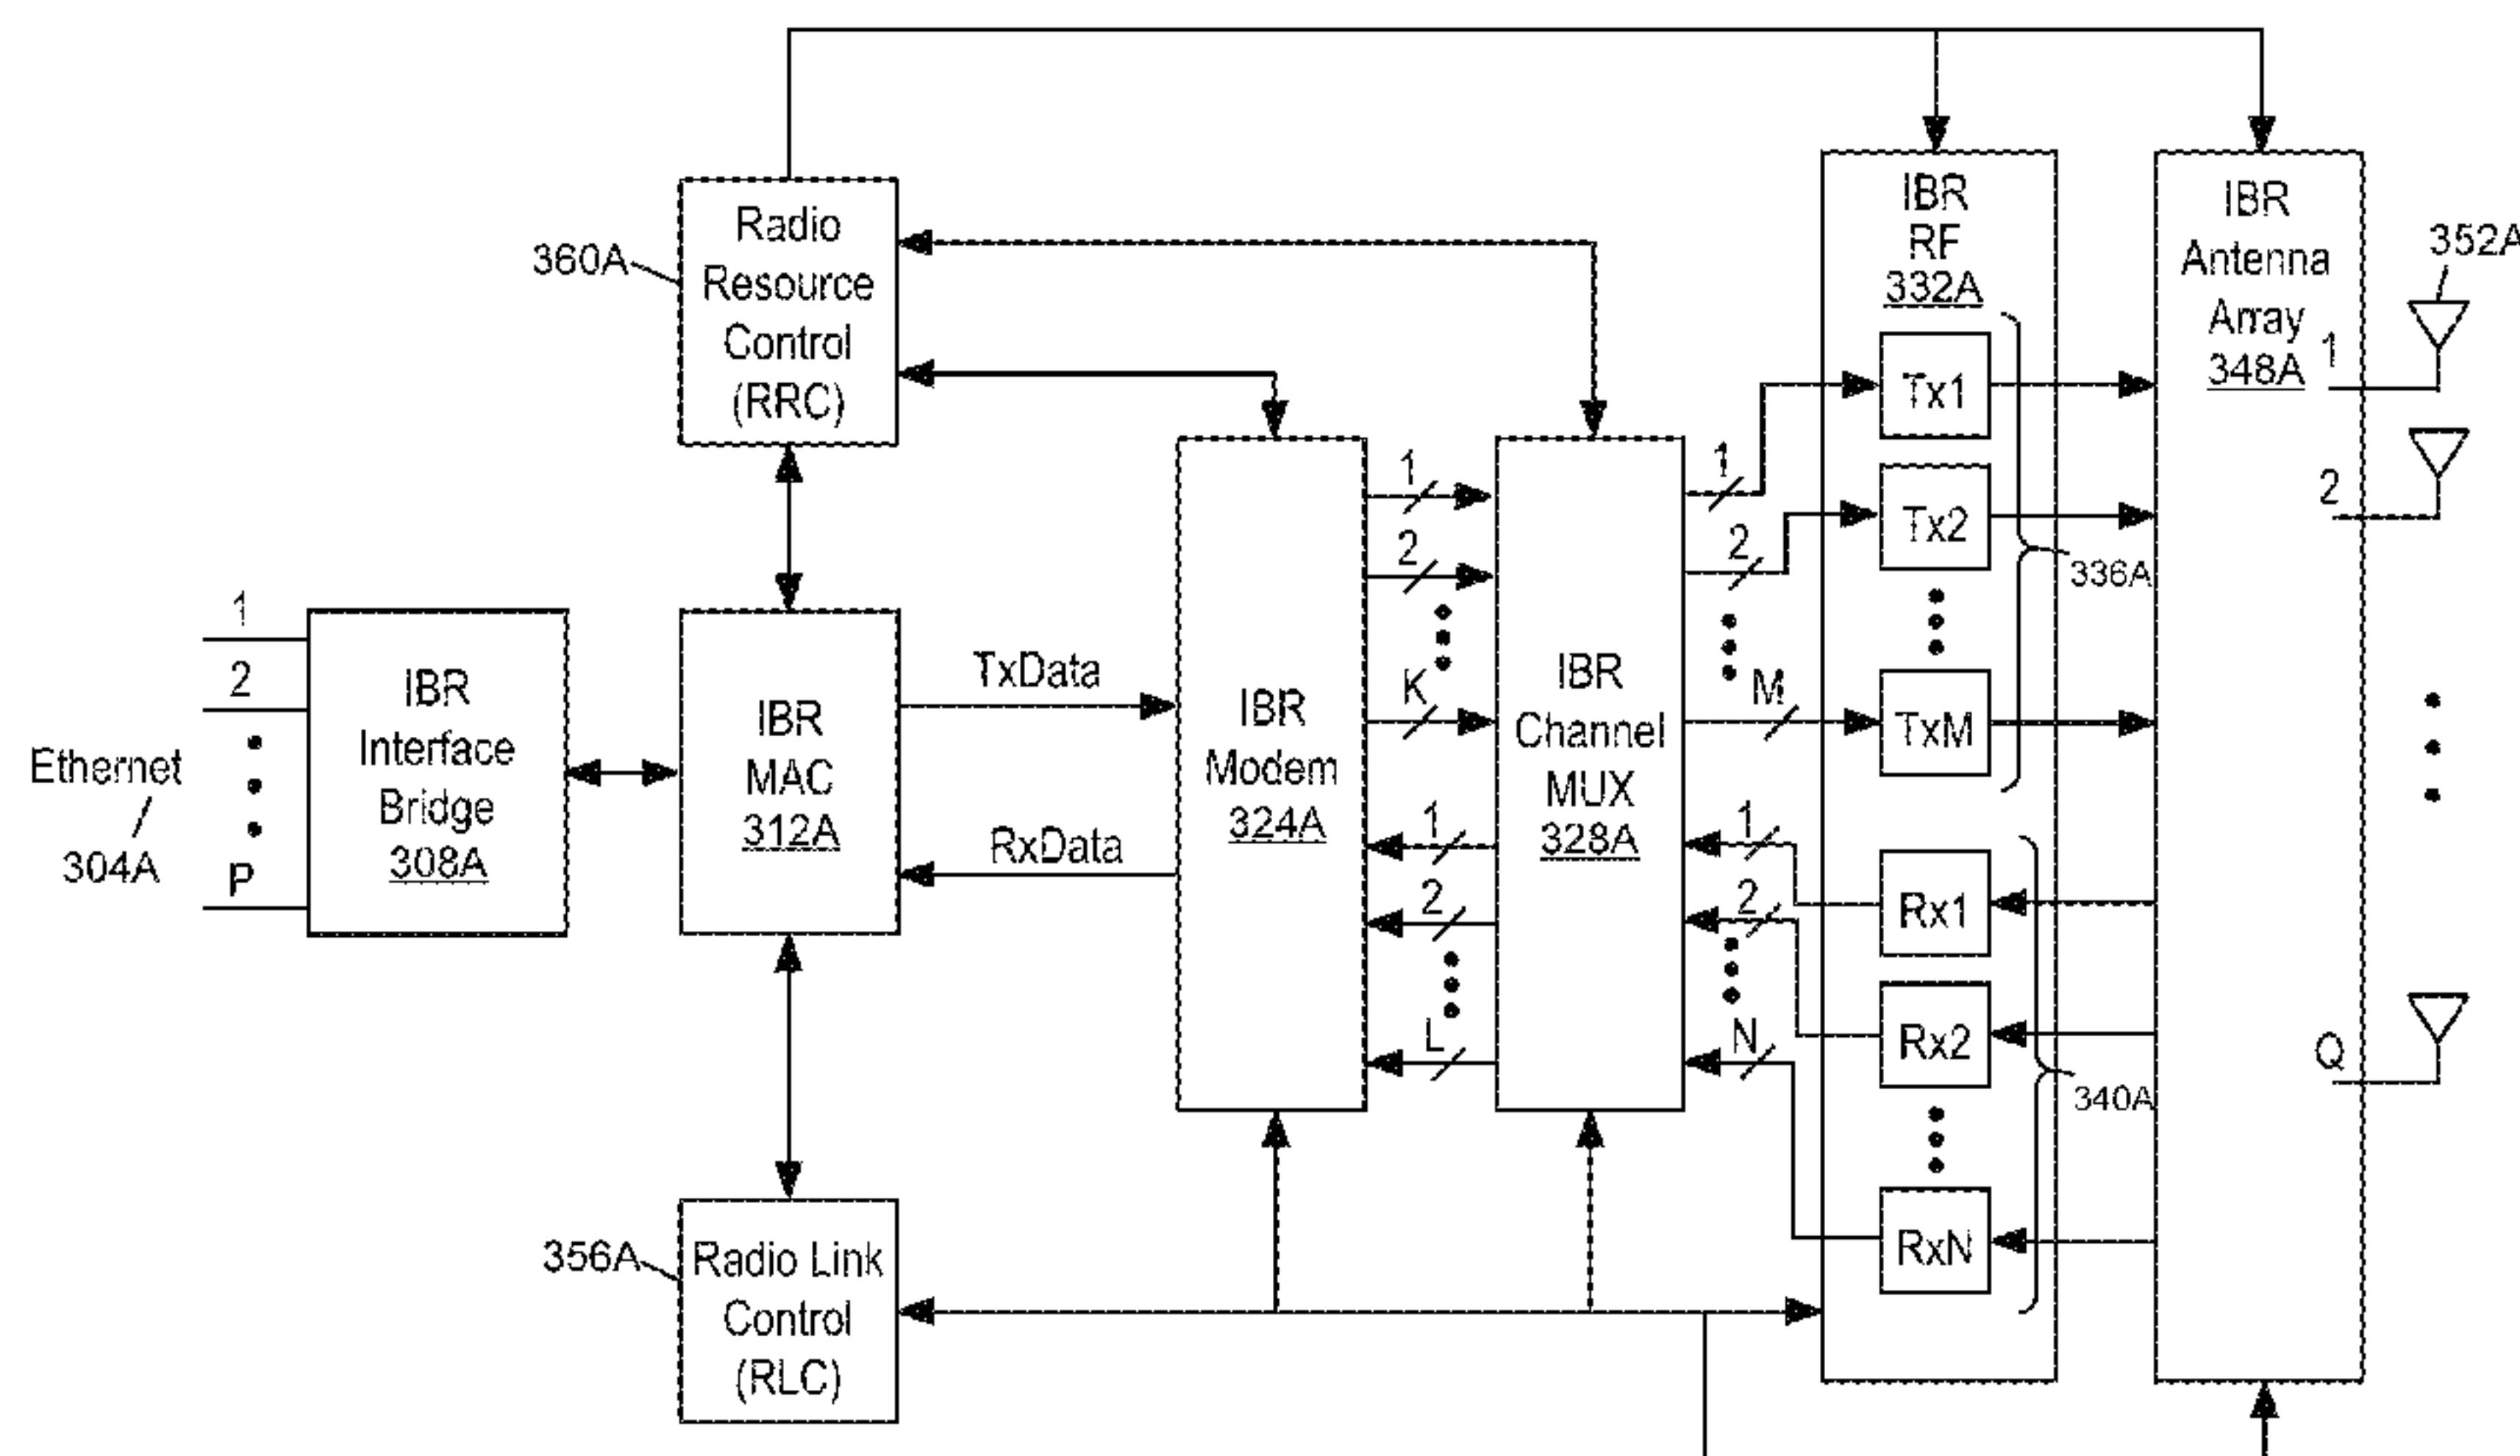 Radio
Resource
Control
(RRC)
360A
IBR
RF
332A
IBR
Antenna
Array
348A
352A
1
2
Q
Tx1
Tx2
TxM
336A
Rx1
Rx2
RxN
340A
1
2
P
Ethernet
304A
IBR
Interface
Bridge
308A
IBR
MAC
312A
TxData
RxData
IBR
Modem
324A
1
2
K
1
2
L
IBR
Channel
MUX
328A
1
2
M
1
2
N
356A
Radio Link
Control
(RLC)